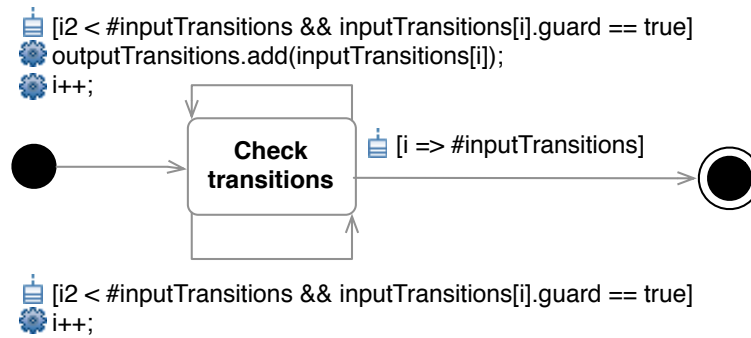 [i2 < #inputTransitions && inputTransitions[i].guard == true]
outputTransitions.add(inputTransitions[i]);
i++;
Check
transitions
[i => #inputTransitions]
[i2 < #inputTransitions && inputTransitions[i].guard == true]
i++;